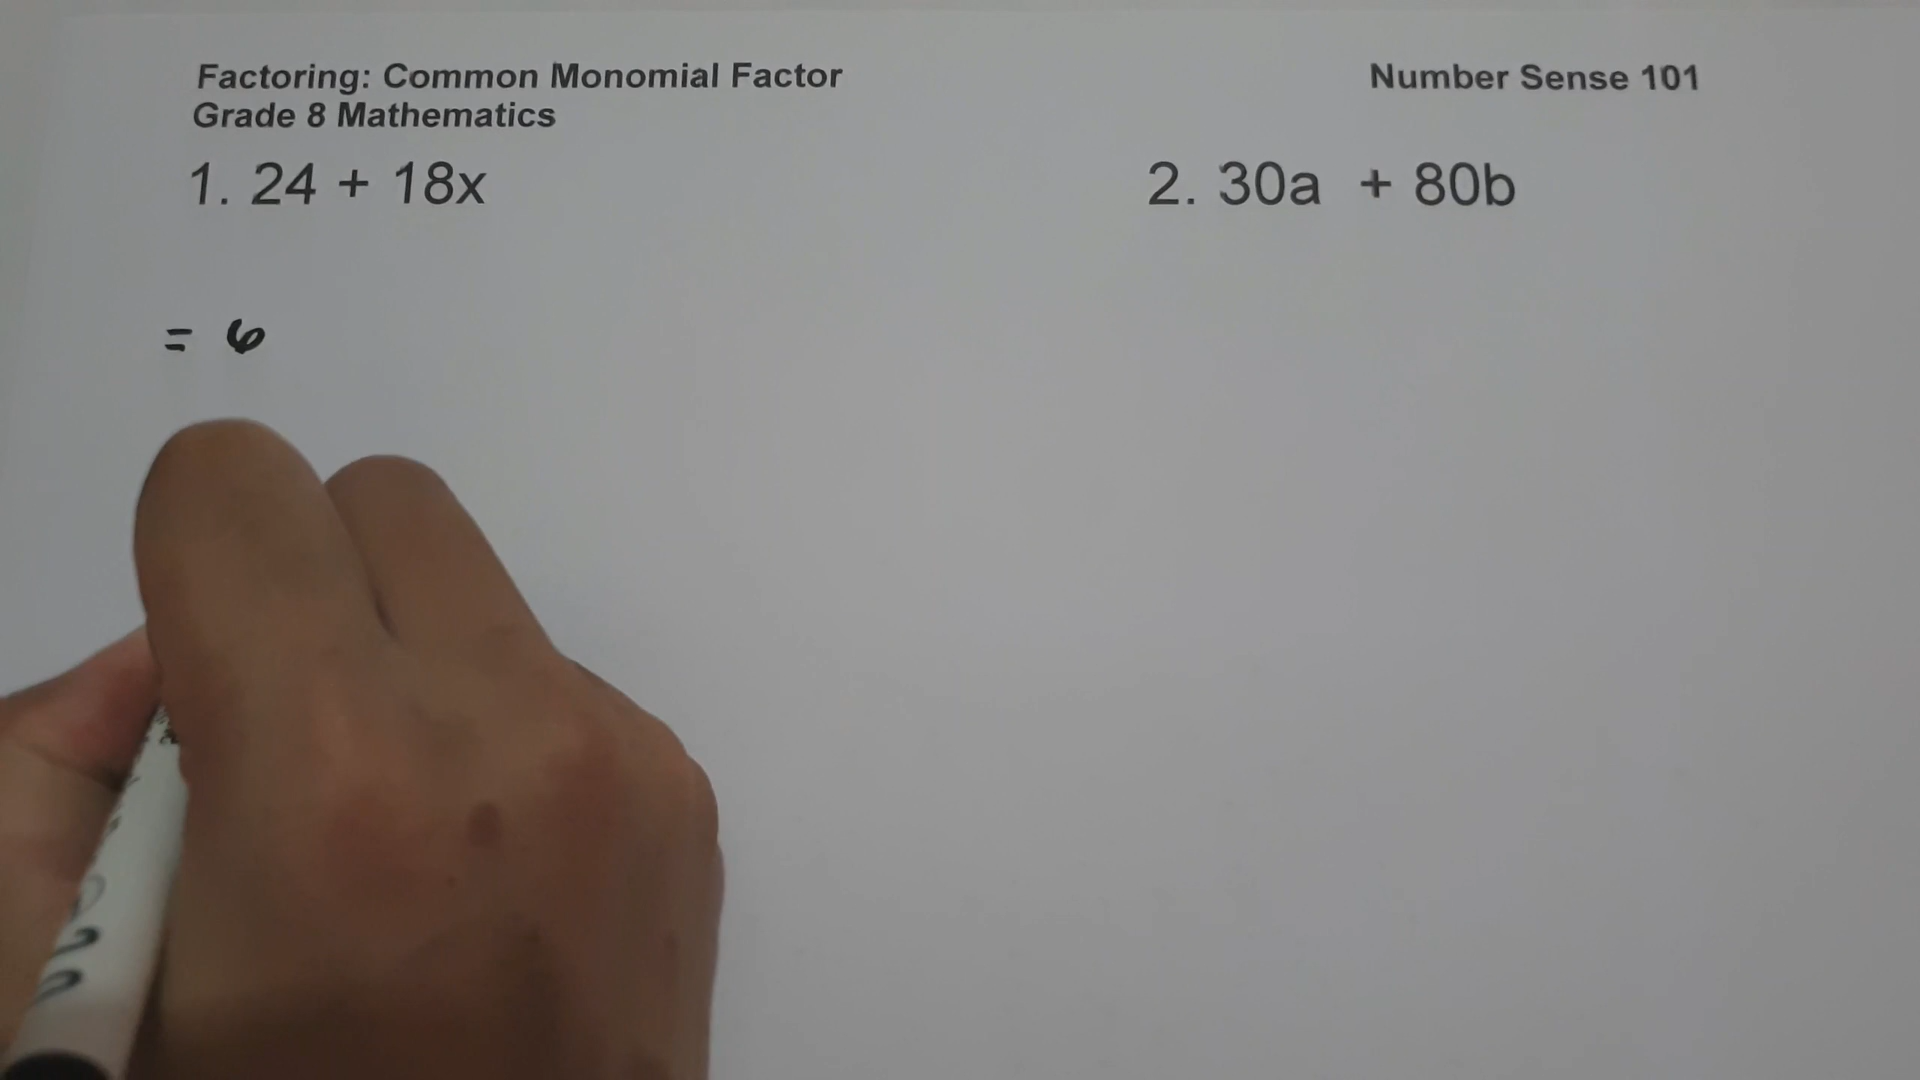 Factoring: Common Monomial Factor
Number Sense 101
Grade 8 Mathematics
1. 24 + 18x
2. 30a + 80b
= 6